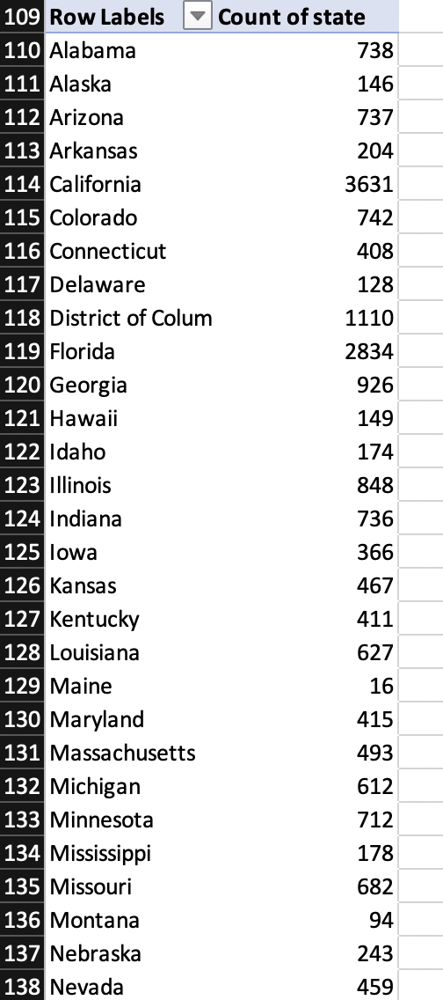 109 Row Labels Count of state
110 Alabama 738
111 Alaska 146
112 Arizona 737
113 Arkansas 204
114 California 3631
115 Colorado 742
116 Connecticut 408
117 Delaware 128
118 District of Colum 1110
119 Florida 2834
120 Georgia 926
121 Hawaii 149
122 Idaho 174
123 Illinois 848
124 Indiana 736
125 Iowa 366
126 Kansas 467
127 Kentucky 411
128 Louisiana 627
129 Maine 16
130 Maryland 415
131 Massachusetts 493
132 Michigan 612
133 Minnesota 712
134 Mississippi 178
135 Missouri 682
136 Montana 94
137 Nebraska 243
138 Nevada 459